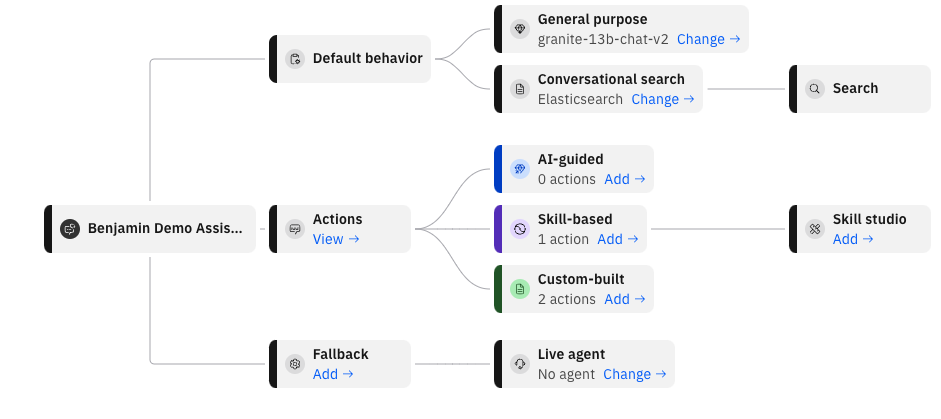 General purpose
granite-13b-chat-v2 Change →
Default behavior
Conversational search
Elasticsearch Change →
Search
AI-guided
0 actions Add →
Benjamin Demo Assis...
Actions
View →
Skill-based
1 action Add →
Skill studio
Add →
Custom-built
2 actions Add →
Fallback
Add →
Live agent
No agent Change →